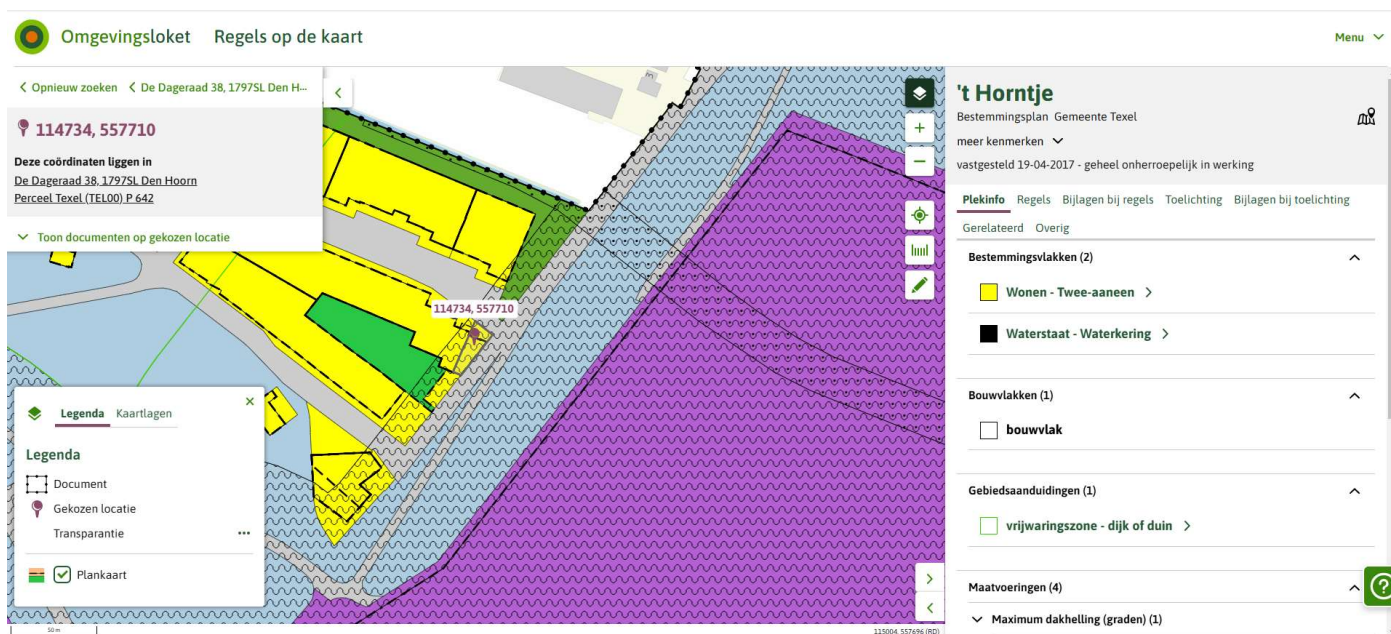 Omgevingsloket Regels op de kaart
Menu
Opnieuw zoeken De Dageraad 38, 1797SL Den H...
114734, 557710
Deze coördinaten liggen in
De Dageraad 38, 1797SL Den Hoorn
Perceel Texel (TEL00) P 642
Toon documenten op gekozen locatie
114734, 557710
Legenda Kaartlagen
Legenda
Document
Gekozen locatie
Transparantie
Plankaart
50 m
115004, 557696 (RD)
't Horntje
Bestemmingsplan Gemeente Texel
meer kenmerken
vastgesteld 19-04-2017 - geheel onherroepelijk in werking
Plekinfo Regels Bijlagen bij regels Toelichting Bijlagen bij toelichting
Gerelateerd Overig
Bestemmingsvlakken (2)
Wonen - Twee-aaneen
Waterstaat - Waterkering
Bouwvlakken (1)
bouwvlak
Gebiedsaanduidingen (1)
vrijwaringszone - dijk of duin
Maatvoeringen (4)
Maximum dakhelling (graden) (1)